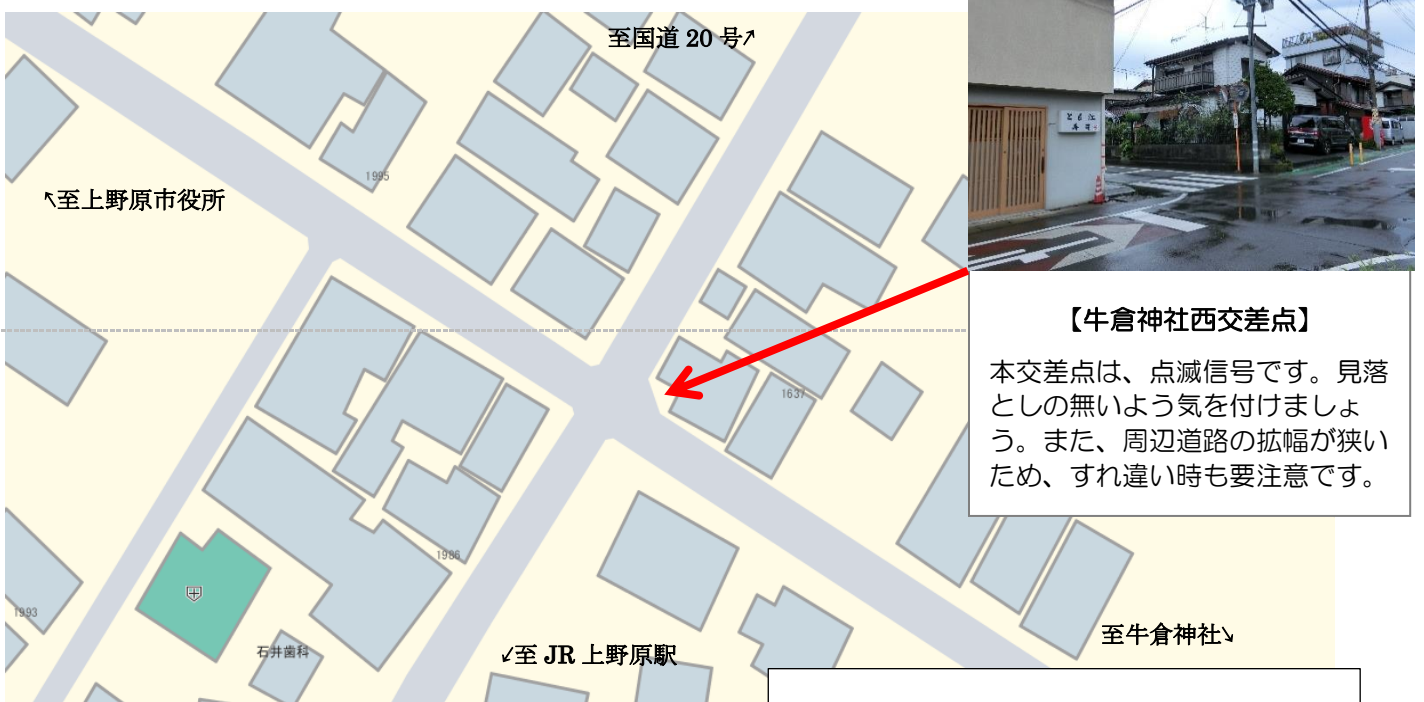 至国道 20 号↗
↖至上野原市役所
1995
1637
【牛倉神社西交差点】
本交差点は、点滅信号です。見落
としの無いよう気を付けましょ
う。また、周辺道路の拡幅が狭い
ため、すれ違い時も要注意です。
1986
1993
石井歯科
↙至 JR 上野原駅
至牛倉神社↘